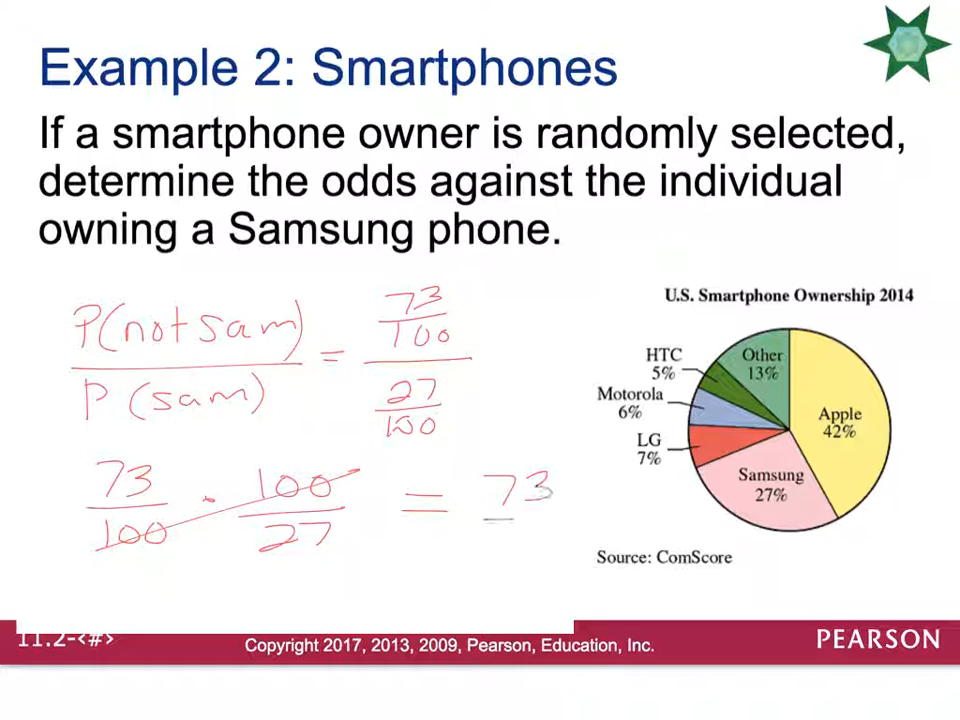 Example 2: Smartphones
If a smartphone owner is randomly selected,
determine the odds against the individual
owning a Samsung phone.
P(not sam)
P (sam)
=
73
100
27
100
73
100
·
100
27
=
73
U.S. Smartphone Ownership 2014
Other
13%
HTC
5%
Motorola
6%
LG
7%
Apple
42%
Samsung
27%
Source: ComScore
11.2-<#>
Copyright 2017, 2013, 2009, Pearson, Education, Inc.
PEARSON